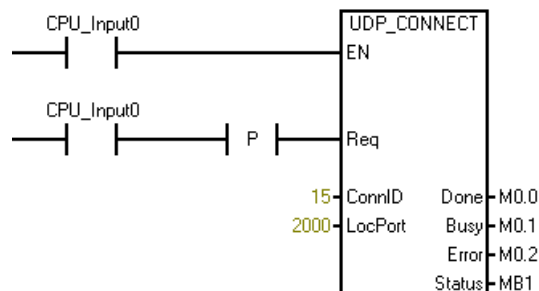 CPU_Input0 UDP_CONNECT
EN
CPU_Input0
P Req
15 ConnID Done M0.0
2000 LocPort Busy M0.1
Error M0.2
Status MB1